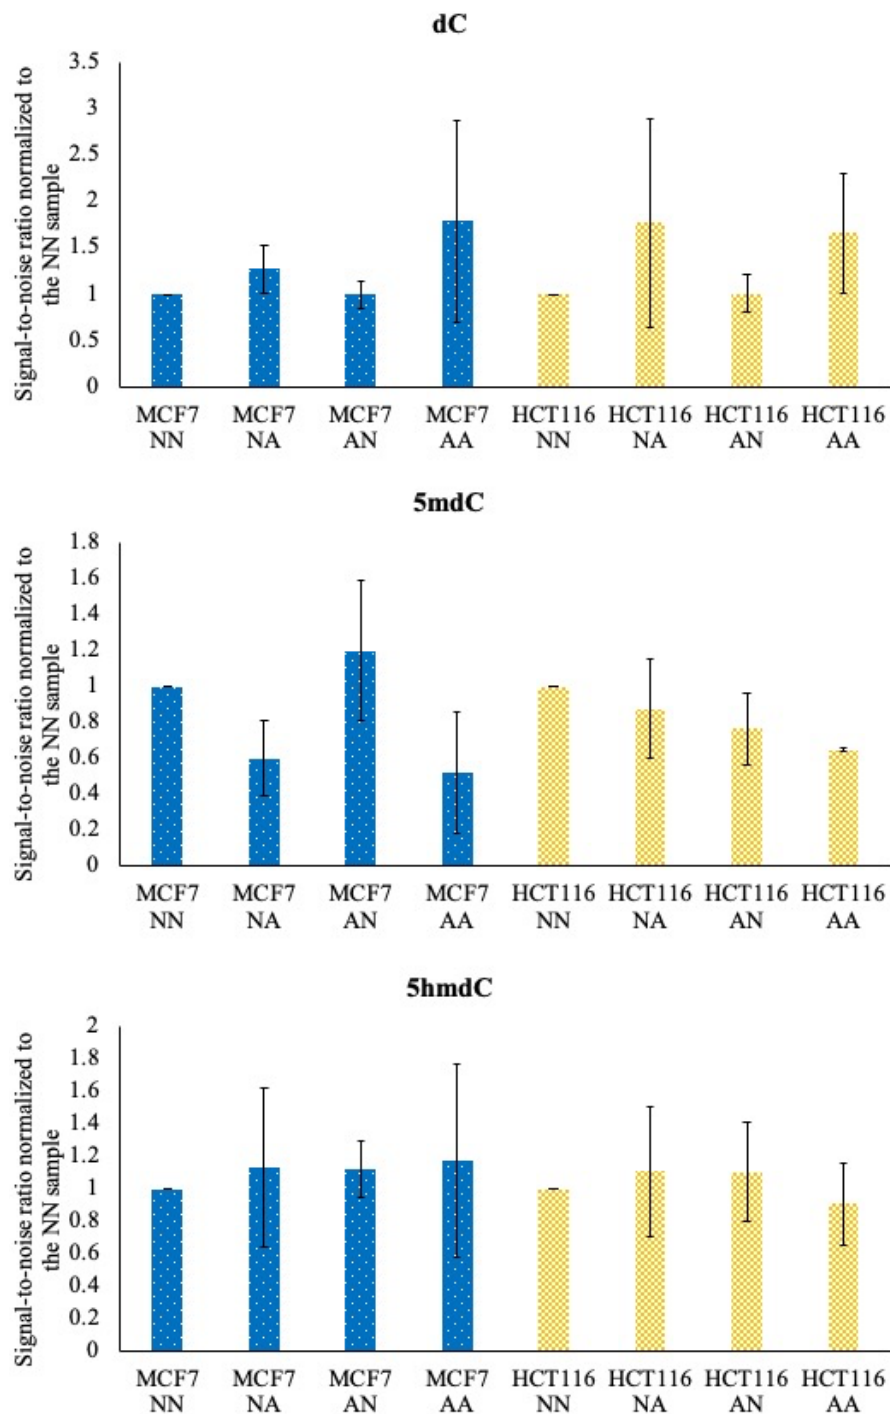 dC
Signal-to-noise ratio normalized to
the NN sample
3.5
3
2.5
2
1.5
1
0.5
0
MCF7 MCF7 MCF7 MCF7 HCT116 HCT116 HCT116 HCT116
NN NA AN AA NN NA AN AA
5mdC
Signal-to-noise ratio normalized to
the NN sample
1.8
1.6
1.4
1.2
1
0.8
0.6
0.4
0.2
0
MCF7 MCF7 MCF7 MCF7 HCT116 HCT116 HCT116 HCT116
NN NA AN AA NN NA AN AA
5hmdC
Signal-to-noise ratio normalized to
the NN sample
2
1.8
1.6
1.4
1.2
1
0.8
0.6
0.4
0.2
0
MCF7 MCF7 MCF7 MCF7 HCT116 HCT116 HCT116 HCT116
NN NA AN AA NN NA AN AA